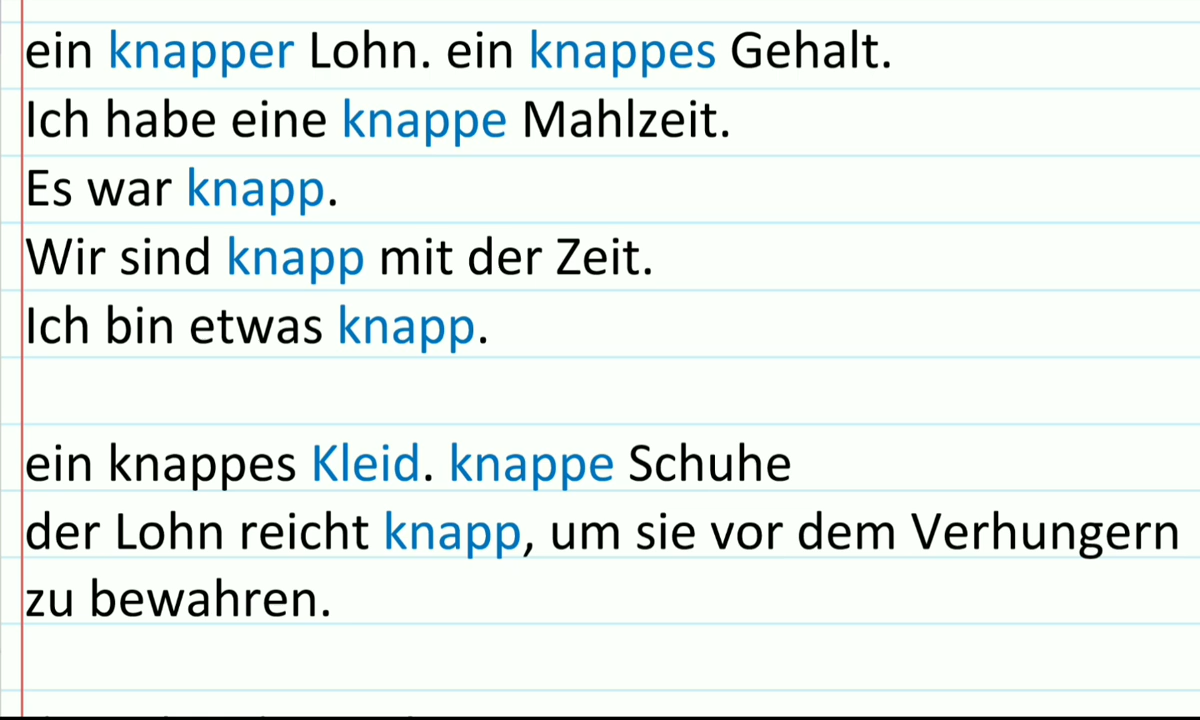 ein knapper Lohn. ein knappes Gehalt.
Ich habe eine knappe Mahlzeit.
Es war knapp.
Wir sind knapp mit der Zeit.
Ich bin etwas knapp.
ein knappes Kleid. knappe Schuhe
der Lohn reicht knapp, um sie vor dem Verhungern
zu bewahren.